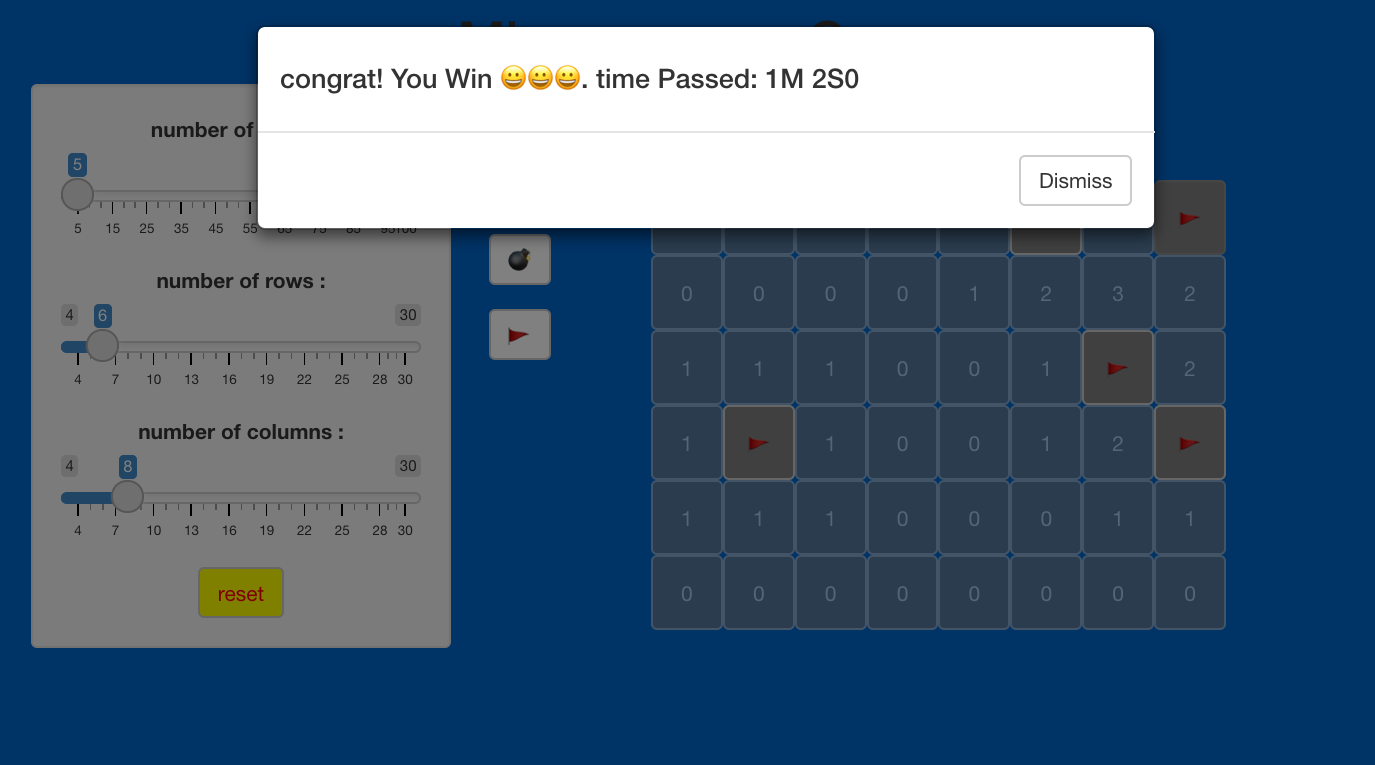 congrat! You Win 😀😀😀. time Passed: 1M 2S0
Dismiss
number of
5
5 15 25 35 45 55 65 75 85 95100
number of rows :
4 6 30
4 7 10 13 16 19 22 25 28 30
number of columns :
4 8 30
4 7 10 13 16 19 22 25 28 30
reset
0 0 0 0 1 2 3 2
1 1 1 0 0 1 2
1 1 0 0 1 2
1 1 1 0 0 0 1 1
0 0 0 0 0 0 0 0